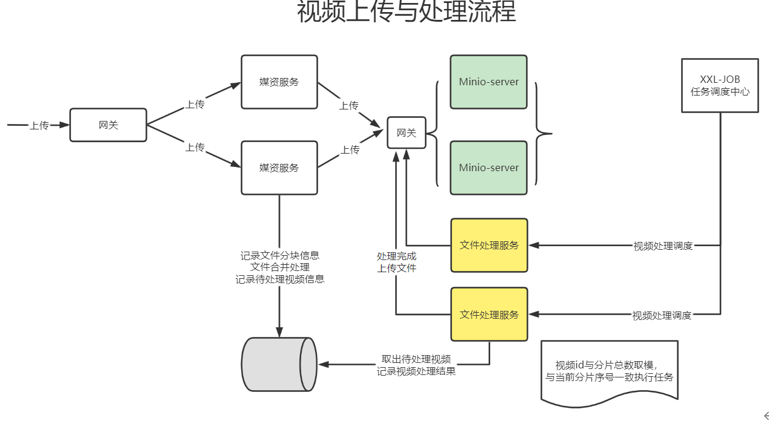 视频上传与处理流程
媒资服务
Minio-server
XXL-JOB
任务调度中心
上传
上传
上传
网关
网关
上传
上传
媒资服务
Minio-server
记录文件分块信息
文件合并处理
记录待处理视频信息
处理完成
上传文件
文件处理服务
视频处理调度
文件处理服务
视频处理调度
取出待处理视频
记录视频处理结果
视频id与分片总数取模，
与当前分片序号一致执行任务